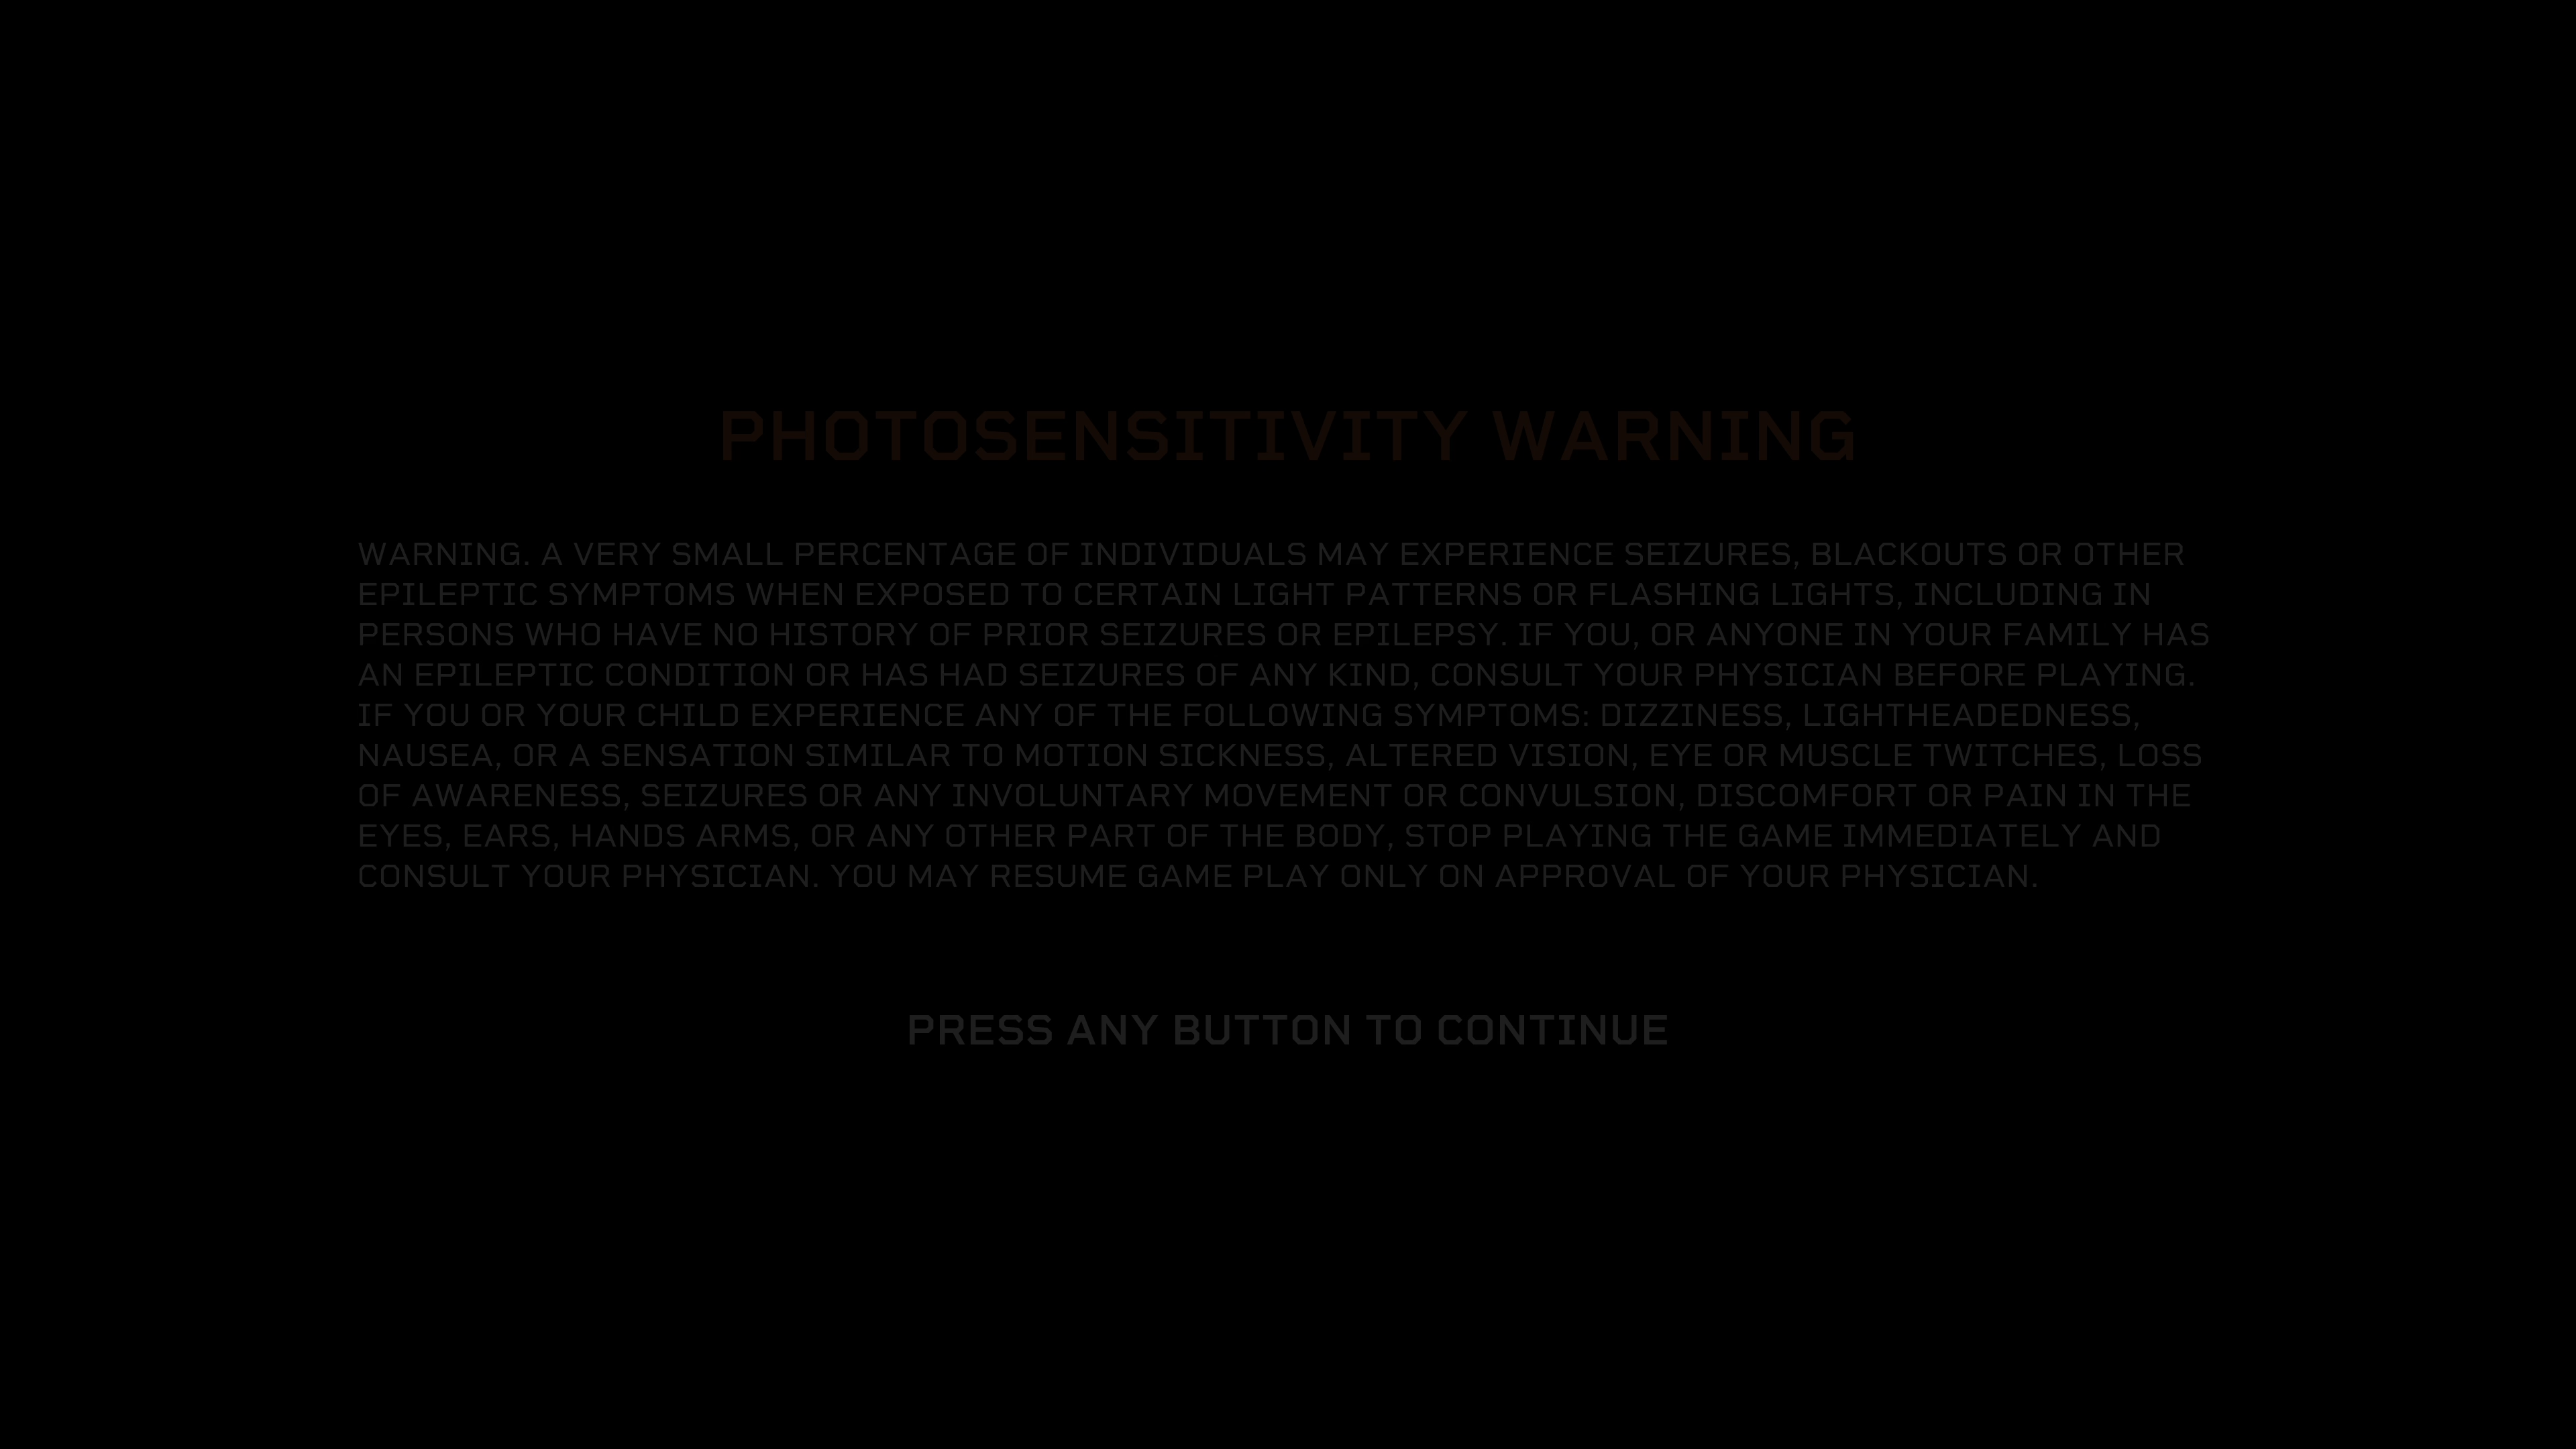 PHOTOSENSITIVITY WARNING
WARNING. A VERY SMALL PERCENTAGE OF INDIVIDUALS MAY EXPERIENCE SEIZURES, BLACKOUTS OR OTHER
EPILEPTIC SYMPTOMS WHEN EXPOSED TO CERTAIN LIGHT PATTERNS OR FLASHING LIGHTS, INCLUDING IN
PERSONS WHO HAVE NO HISTORY OF PRIOR SEIZURES OR EPILEPSY. IF YOU, OR ANYONE IN YOUR FAMILY HAS
AN EPILEPTIC CONDITION OR HAS HAD SEIZURES OF ANY KIND, CONSULT YOUR PHYSICIAN BEFORE PLAYING.
IF YOU OR YOUR CHILD EXPERIENCE ANY OF THE FOLLOWING SYMPTOMS: DIZZINESS, LIGHTHEADEDNESS,
NAUSEA, OR A SENSATION SIMILAR TO MOTION SICKNESS, ALTERED VISION, EYE OR MUSCLE TWITCHES, LOSS
OF AWARENESS, SEIZURES OR ANY INVOLUNTARY MOVEMENT OR CONVULSION, DISCOMFORT OR PAIN IN THE
EYES, EARS, HANDS ARMS, OR ANY OTHER PART OF THE BODY, STOP PLAYING THE GAME IMMEDIATELY AND
CONSULT YOUR PHYSICIAN. YOU MAY RESUME GAME PLAY ONLY ON APPROVAL OF YOUR PHYSICIAN.
PRESS ANY BUTTON TO CONTINUE